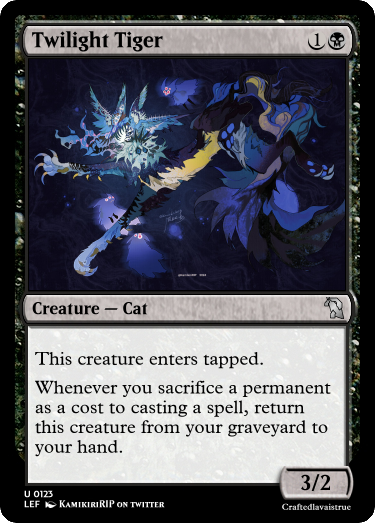 Twilight Tiger 1
Creature — Cat
This creature enters tapped.
Whenever you sacrifice a permanent
as a cost to casting a spell, return
this creature from your graveyard to
your hand.
3/2
U 0123
LEF KamikiriRIP on twitter
Craftedlavaistrue